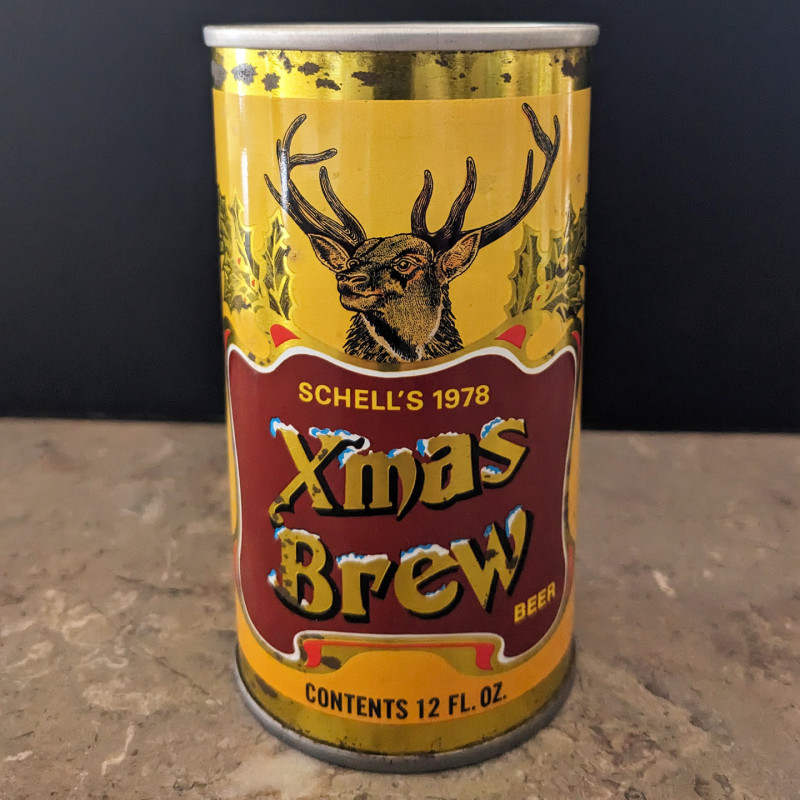 SCHELL'S 1978
Xmas
Brew
BEER
CONTENTS 12 FL. OZ.